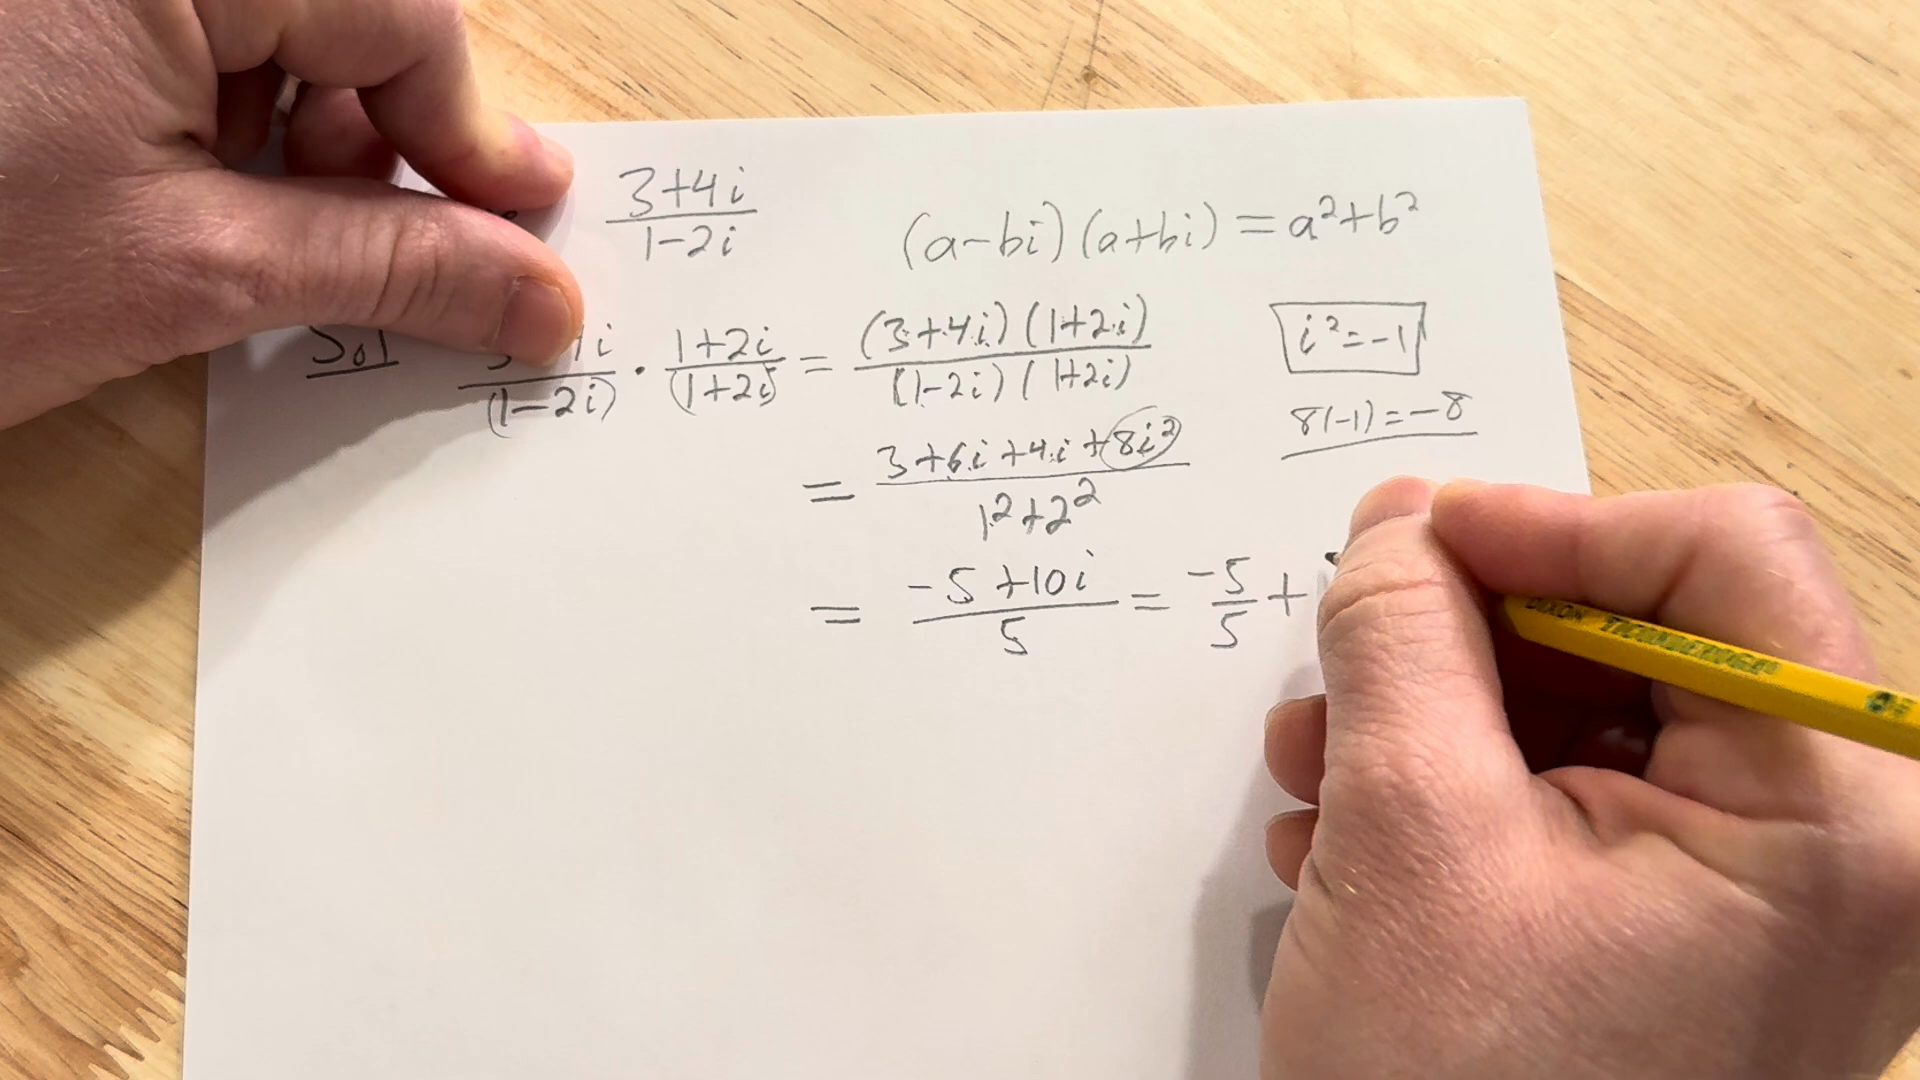 3+4i
1-2i
(a-bi)(a+bi) = a²+b²
Sol
i / (1-2i) · 1+2i / (1+2i) = (3+4i)(1+2i) / (1-2i)(1+2i)
i²=-1
8(-1)=-8
= 3+6i+4i+8i² / 1²+2²
= -5+10i / 5 = -5/5 +
DIXON TICONDEROGA